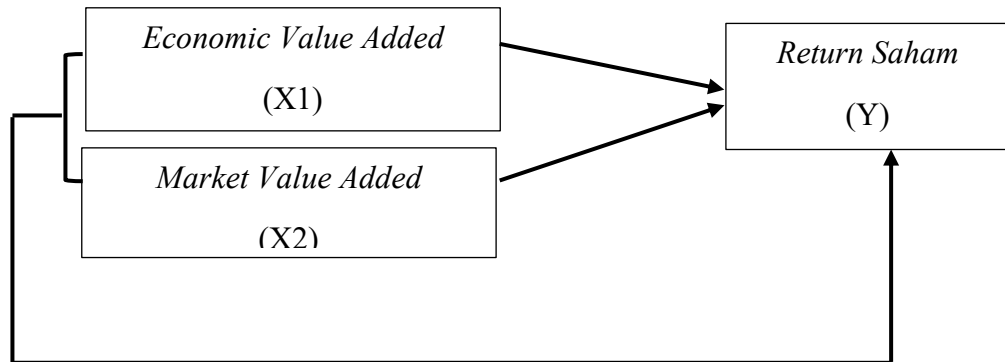 Economic Value Added
(X1)
Return Saham
(Y)
Market Value Added
(X2)